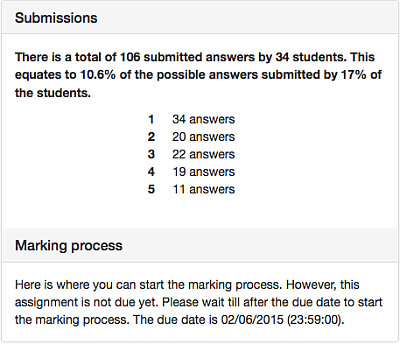 Submissions
There is a total of 106 submitted answers by 34 students. This
equates to 10.6% of the possible answers submitted by 17% of
the students.
1 34 answers
2 20 answers
3 22 answers
4 19 answers
5 11 answers
Marking process
Here is where you can start the marking process. However, this
assignment is not due yet. Please wait till after the due date to start
the marking process. The due date is 02/06/2015 (23:59:00).